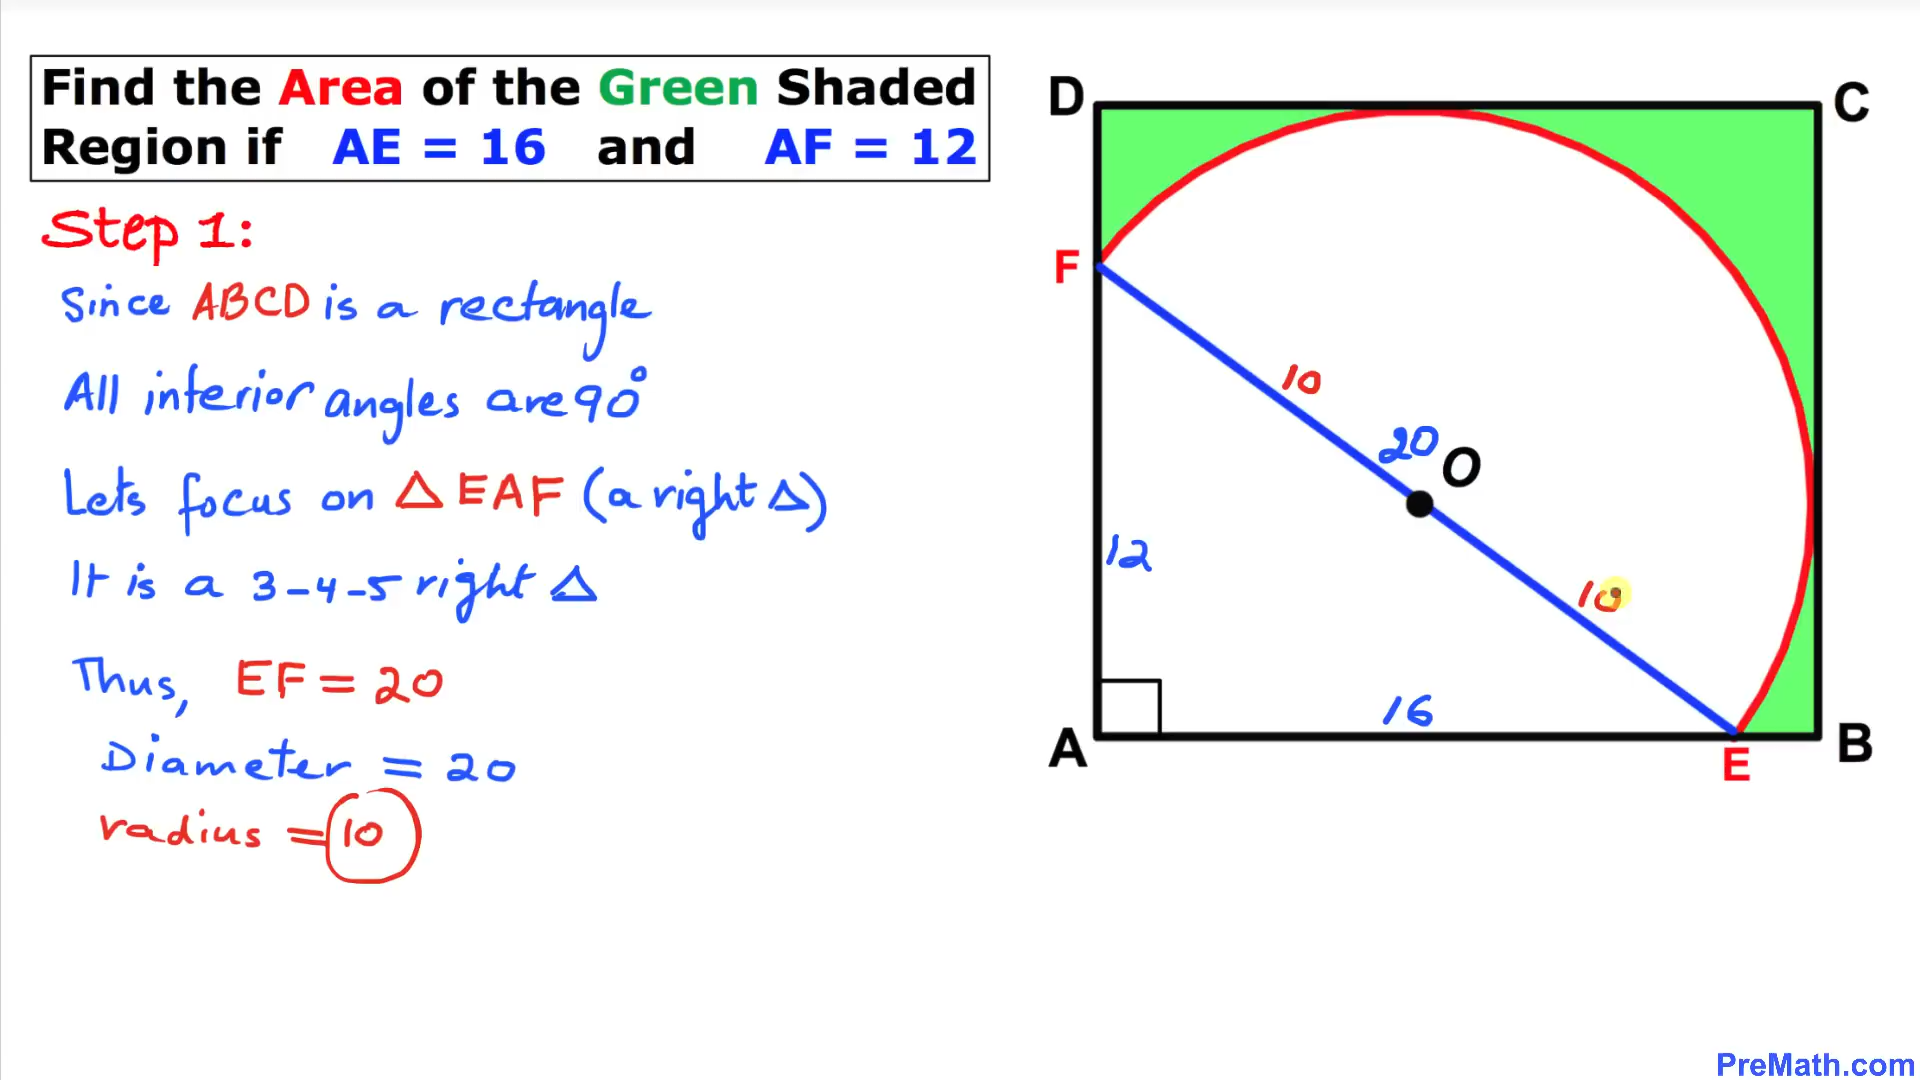 Find the Area of the Green Shaded
Region if AE = 16 and AF = 12
Step 1:
Since ABCD is a rectangle
All interior angles are 90°
Lets focus on △EAF (a right △)
It is a 3-4-5 right △
Thus, EF = 20
Diameter = 20
radius = 10
D
C
F
10
20
O
12
10
16
A
B
E
PreMath.com